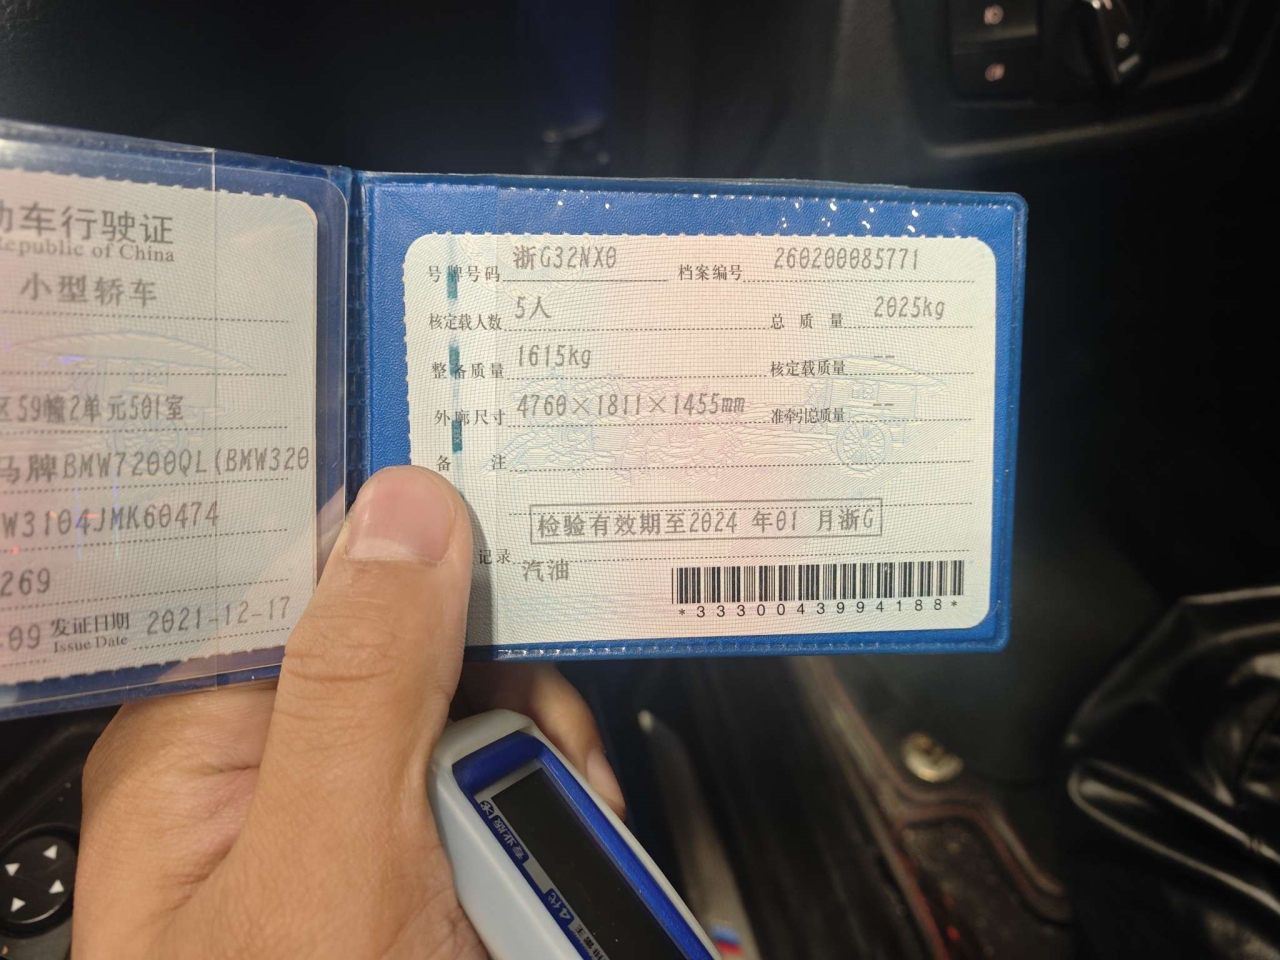 动车行驶证
Republic of China
小型轿车
区59幢2单元501室
马牌BMW7200QL(BMW320
W3104JMK60474
269
09 发证日期 2021-12-17
Issue Date
号牌号码 浙G32NX0 档案编号 260200085771
核定载人数 5人 总质量 2025kg
整备质量 1615kg 核定载质量 --
外廓尺寸 4760×1811×1455mm 准牵引总质量 --
备注
检验有效期至2024 年01 月浙G
记录 汽油
*3330043994188*
专业版
4代